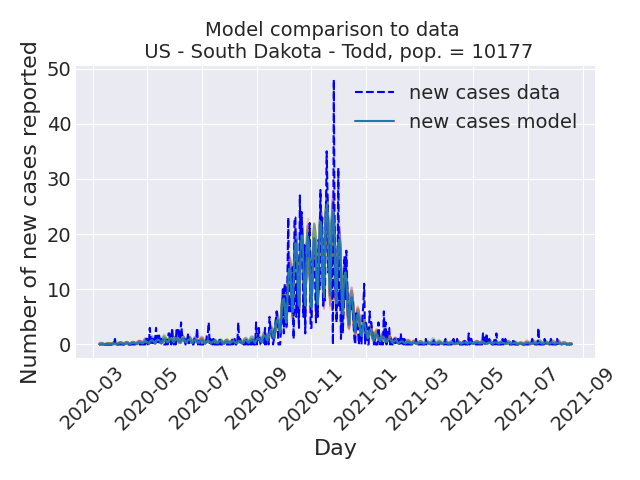 Model comparison to data
US - South Dakota - Todd, pop. = 10177
Number of new cases reported
50
40
30
20
10
0
new cases data
new cases model
2020-03
2020-05
2020-07
2020-09
2020-11
2021-01
2021-03
2021-05
2021-07
2021-09
Day